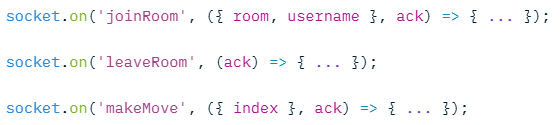 socket.on('joinRoom', ({ room, username }, ack) => { ... });
socket.on('leaveRoom', (ack) => { ... });
socket.on('makeMove', ({ index }, ack) => { ... });